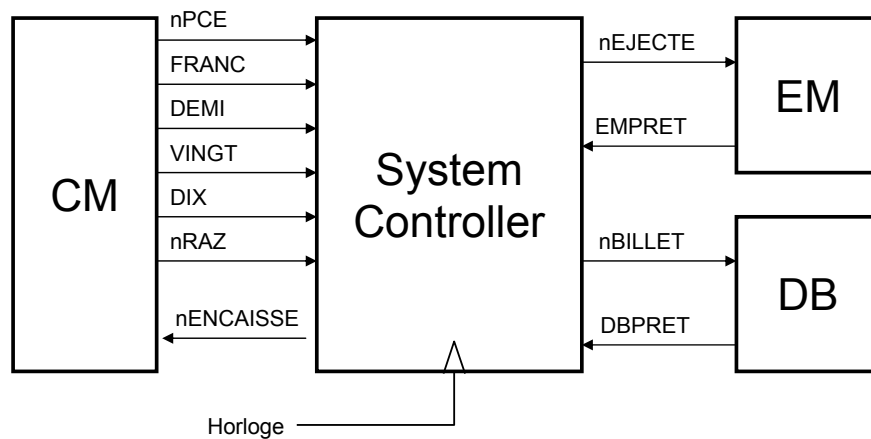 nPCE
FRANC
DEMI
VINGT
DIX
nRAZ
nENCAISSE
CM
System
Controller
nEJECTE
EMPRET
EM
nBILLET
DBPRET
DB
Horloge